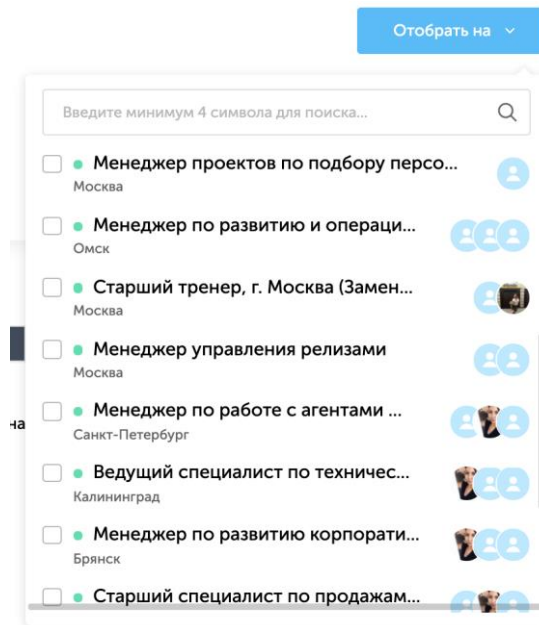 Отобрать на
Введите минимум 4 символа для поиска...
Менеджер проектов по подбору персо...
Москва
Менеджер по развитию и операци...
Омск
Старший тренер, г. Москва (Замен...
Москва
Менеджер управления релизами
Москва
на
Менеджер по работе с агентами ...
Санкт-Петербург
Ведущий специалист по техничес...
Калининград
Менеджер по развитию корпорати...
Брянск
Старший специалист по продажам...